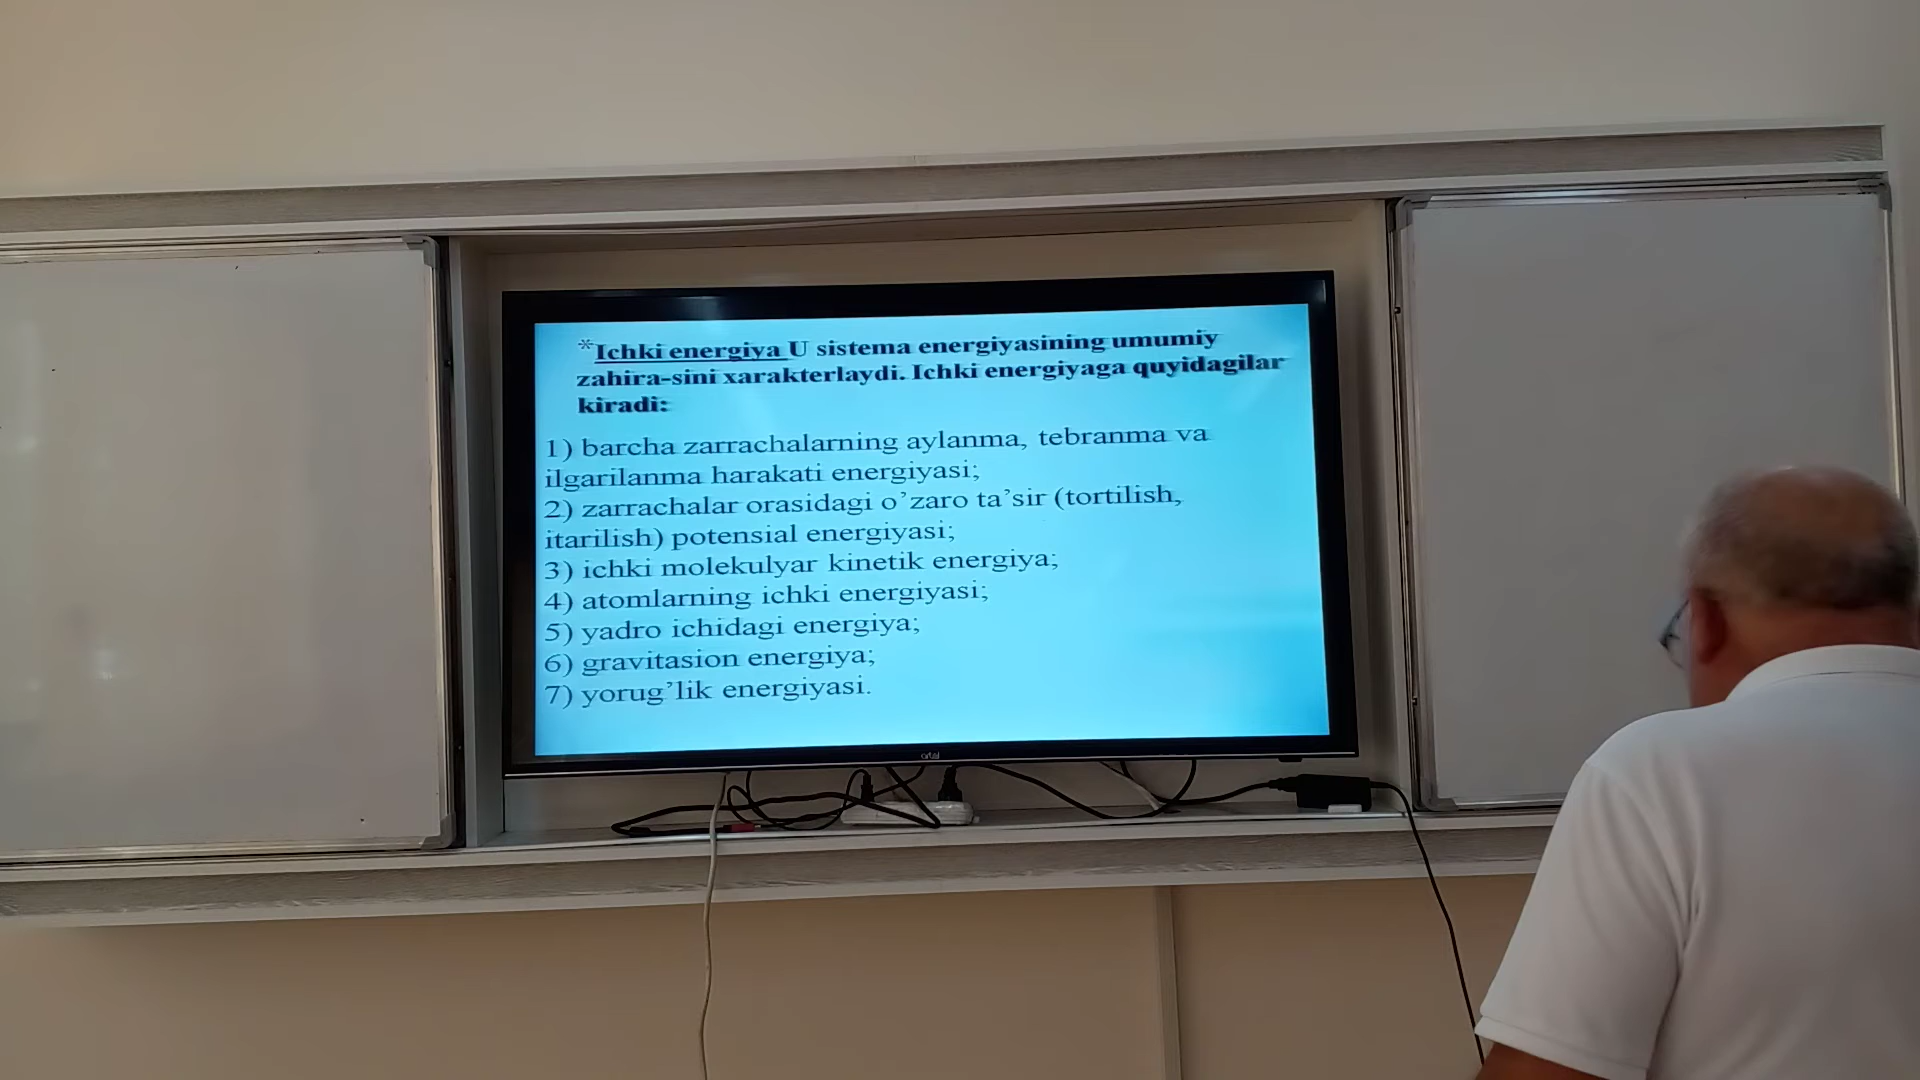 *Ichki energiya U sistema energiyasining umumiy
zahira-sini xarakterlaydi. Ichki energiyaga quyidagilar
kiradi:
1) barcha zarrachalarning aylanma, tebranma va
ilgarilanma harakati energiyasi;
2) zarrachalar orasidagi o’zaro ta’sir (tortilish,
itarilish) potensial energiyasi;
3) ichki molekulyar kinetik energiya;
4) atomlarning ichki energiyasi;
5) yadro ichidagi energiya;
6) gravitasion energiya;
7) yorug’lik energiyasi.
artel